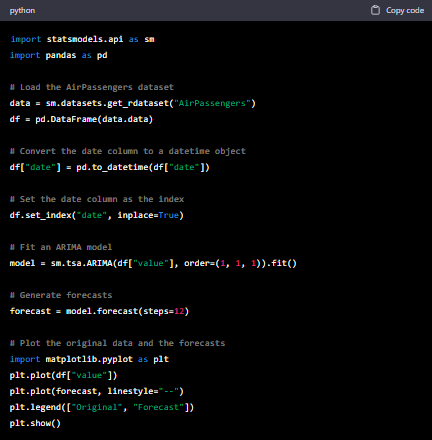 python
Copy code
import statsmodels.api as sm
import pandas as pd
# Load the AirPassengers dataset
data = sm.datasets.get_rdataset("AirPassengers")
df = pd.DataFrame(data.data)
# Convert the date column to a datetime object
df["date"] = pd.to_datetime(df["date"])
# Set the date column as the index
df.set_index("date", inplace=True)
# Fit an ARIMA model
model = sm.tsa.ARIMA(df["value"], order=(1, 1, 1)).fit()
# Generate forecasts
forecast = model.forecast(steps=12)
# Plot the original data and the forecasts
import matplotlib.pyplot as plt
plt.plot(df["value"])
plt.plot(forecast, linestyle="--")
plt.legend(["Original", "Forecast"])
plt.show()